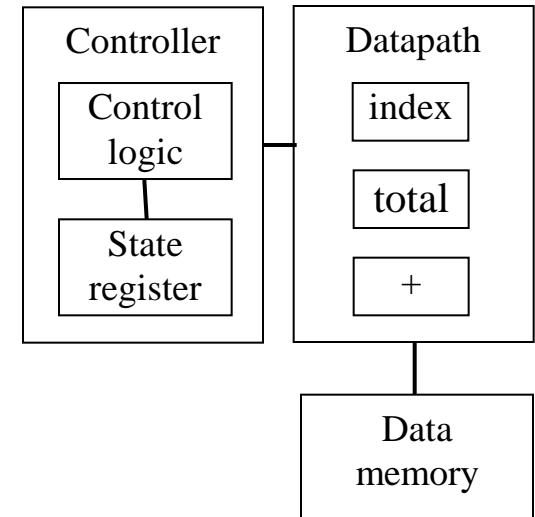 Controller
Control
logic
State
register
Datapath
index
total
+
Data
memory